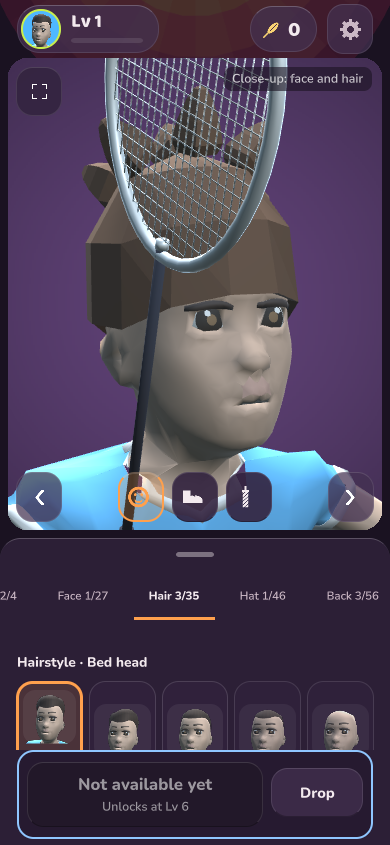 Lv 1
0
Close-up: face and hair
2/4
Face 1/27
Hair 3/35
Hat 1/46
Back 3/56
Hairstyle · Bed head
Not available yet
Unlocks at Lv 6
Drop